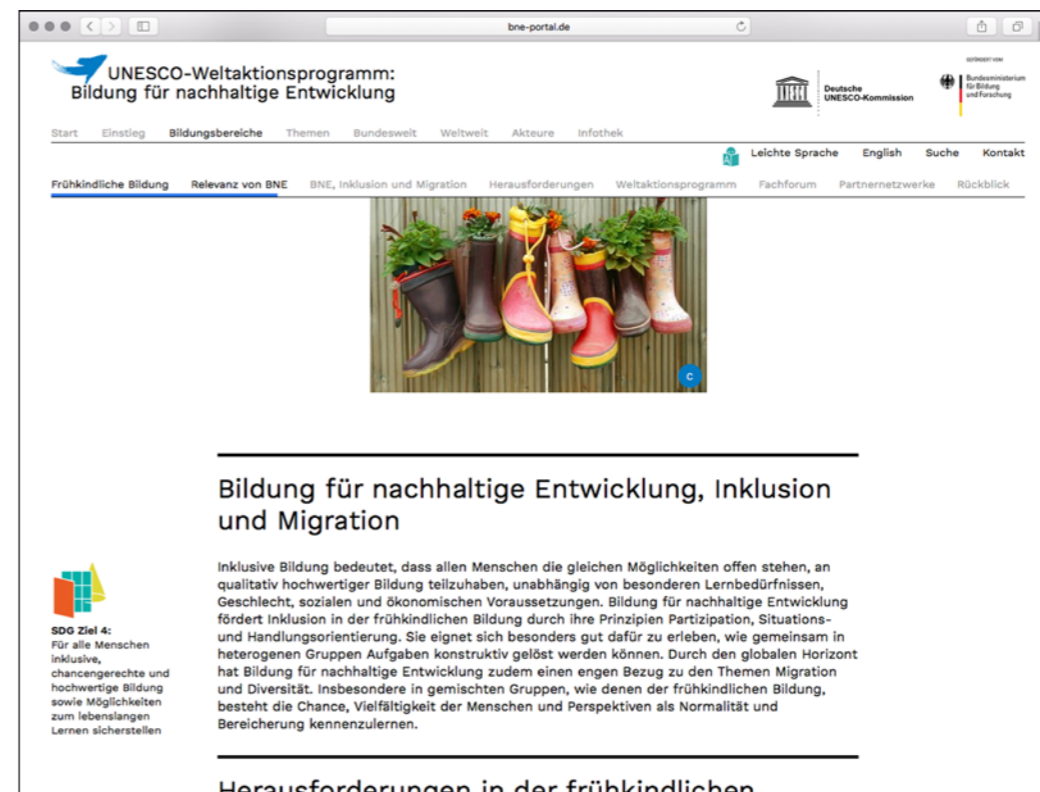 bne-portal.de
UNESCO-Weltaktionsprogramm:
Bildung für nachhaltige Entwicklung
Deutsche
UNESCO-Kommission
GEFÖRDERT VOM
Bundesministerium
für Bildung
und Forschung
Start Einstieg Bildungsbereiche Themen Bundesweit Weltweit Akteure Infothek
Leichte Sprache English Suche Kontakt
Frühkindliche Bildung Relevanz von BNE BNE, Inklusion und Migration Herausforderungen Weltaktionsprogramm Fachforum Partnernetzwerke Rückblick
C
Bildung für nachhaltige Entwicklung, Inklusion
und Migration
Inklusive Bildung bedeutet, dass allen Menschen die gleichen Möglichkeiten offen stehen, an
qualitativ hochwertiger Bildung teilzuhaben, unabhängig von besonderen Lernbedürfnissen,
Geschlecht, sozialen und ökonomischen Voraussetzungen. Bildung für nachhaltige Entwicklung
fördert Inklusion in der frühkindlichen Bildung durch ihre Prinzipien Partizipation, Situations-
und Handlungsorientierung. Sie eignet sich besonders gut dafür zu erleben, wie gemeinsam in
heterogenen Gruppen Aufgaben konstruktiv gelöst werden können. Durch den globalen Horizont
hat Bildung für nachhaltige Entwicklung zudem einen engen Bezug zu den Themen Migration
und Diversität. Insbesondere in gemischten Gruppen, wie denen der frühkindlichen Bildung,
besteht die Chance, Vielfältigkeit der Menschen und Perspektiven als Normalität und
Bereicherung kennenzulernen.
SDG Ziel 4:
Für alle Menschen
inklusive,
chancengerechte und
hochwertige Bildung
sowie Möglichkeiten
zum lebenslangen
Lernen sicherstellen
Herausforderungen in der frühkindlichen